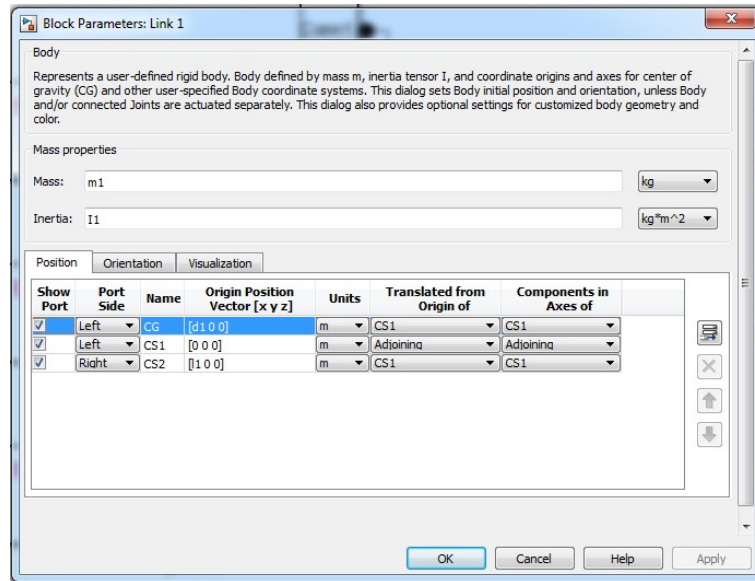 Block Parameters: Link 1
Body
Represents a user-defined rigid body. Body defined by mass m, inertia tensor I, and coordinate origins and axes for center of
gravity (CG) and other user-specified Body coordinate systems. This dialog sets Body initial position and orientation, unless Body
and/or connected Joints are actuated separately. This dialog also provides optional settings for customized body geometry and
color.
Mass properties
Mass: m1 kg
Inertia: I1 kg*m^2
Position Orientation Visualization
Show Port Origin Position Translated from Components in
Port Side Name Vector [x y z] Units Origin of Axes of
Left CG [d1 0 0] m CS1 CS1
Left CS1 [0 0 0] m Adjoining Adjoining
Right CS2 [l1 0 0] m CS1 CS1
OK Cancel Help Apply